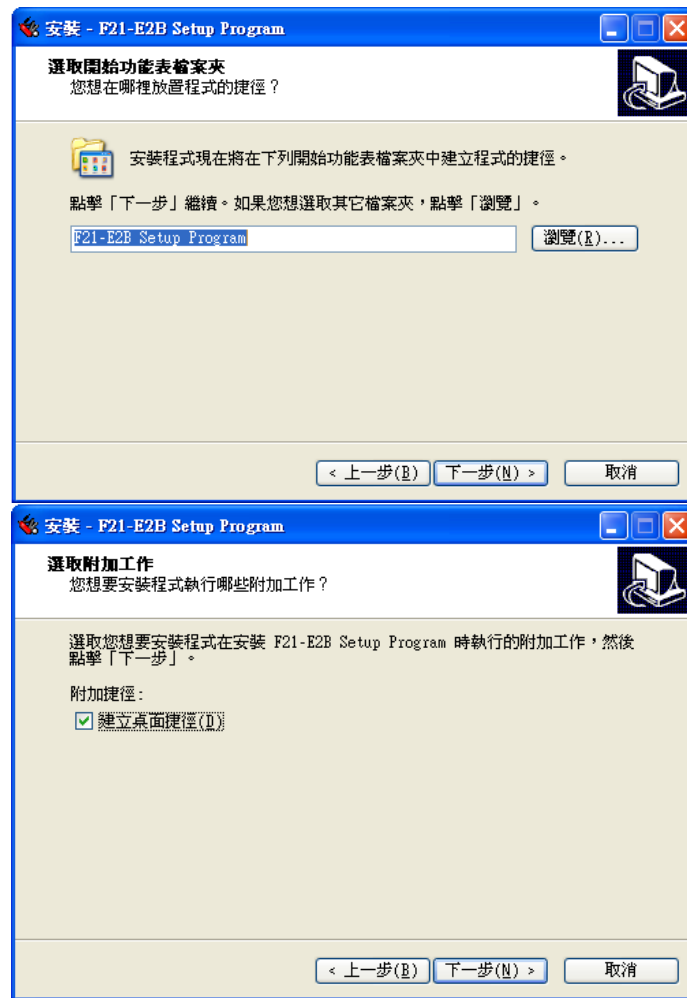 安裝 - F21-E2B Setup Program
選取開始功能表檔案夾
您想在哪裡放置程式的捷徑？
安裝程式現在將在下列開始功能表檔案夾中建立程式的捷徑。
點擊「下一步」繼續。如果您想選取其它檔案夾，點擊「瀏覽」。
F21-E2B Setup Program
瀏覽(R)...
< 上一步(B)
下一步(N) >
取消
安裝 - F21-E2B Setup Program
選取附加工作
您想要安裝程式執行哪些附加工作？
選取您想要安裝程式在安裝 F21-E2B Setup Program 時執行的附加工作，然後
點擊「下一步」。
附加捷徑:
建立桌面捷徑(D)
< 上一步(B)
下一步(N) >
取消